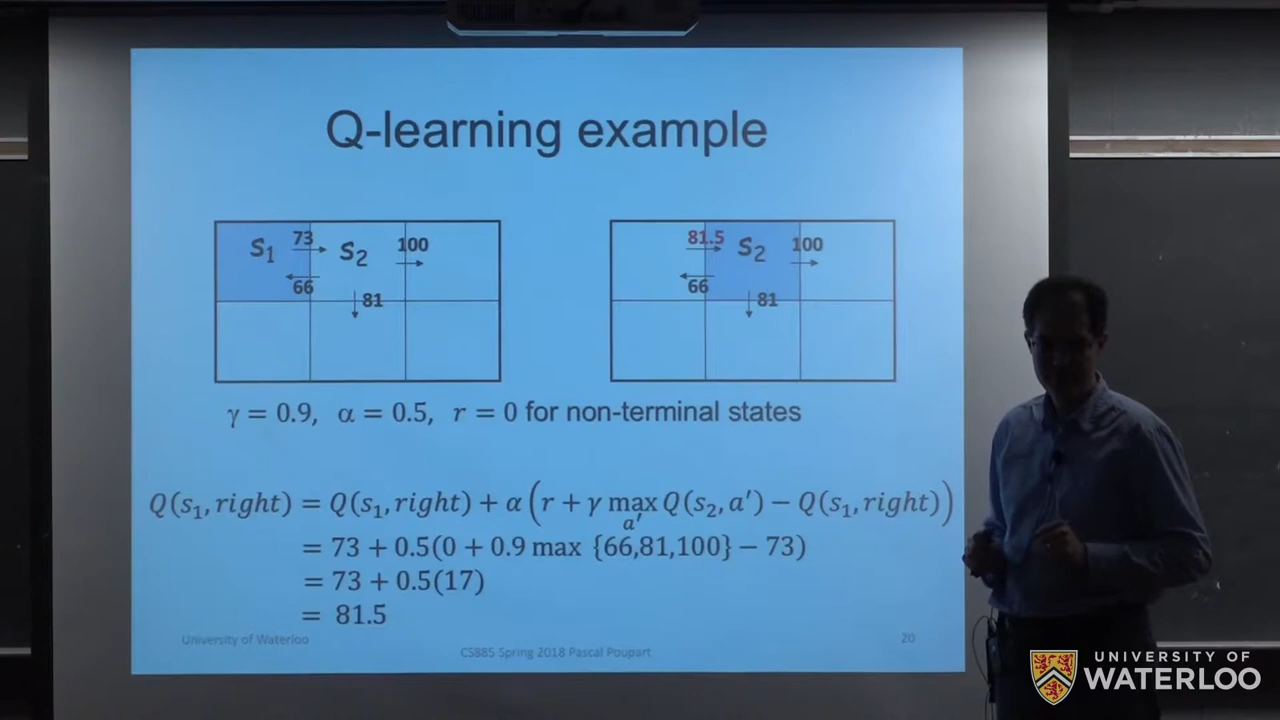 Q-learning example
S₁ 73 S₂ 100
66
81
81.5 S₂ 100
66
81
γ = 0.9, α = 0.5, r = 0 for non-terminal states
Q(s₁, right) = Q(s₁, right) + α(r + γ max Q(s₂, a′) − Q(s₁, right))
a′
= 73 + 0.5(0 + 0.9 max {66,81,100} − 73)
= 73 + 0.5(17)
= 81.5
University of Waterloo
CS885 Spring 2018 Pascal Poupart
20
UNIVERSITY OF
WATERLOO